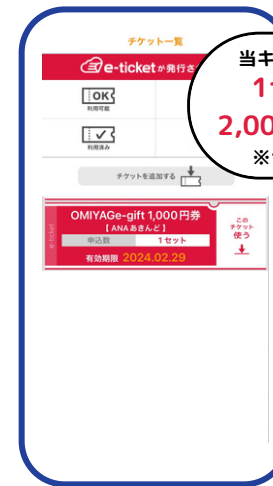 チケット一覧
e-ticketが発行さ
当キ
1
2,00
※
OK
利用可能
利用済み
チケットを追加する
e-ticket
OMIYAGe-gift 1,000円券
【ANAあきんど】
申込数
1セット
有効期限 2024.02.29
この
チケット
使う